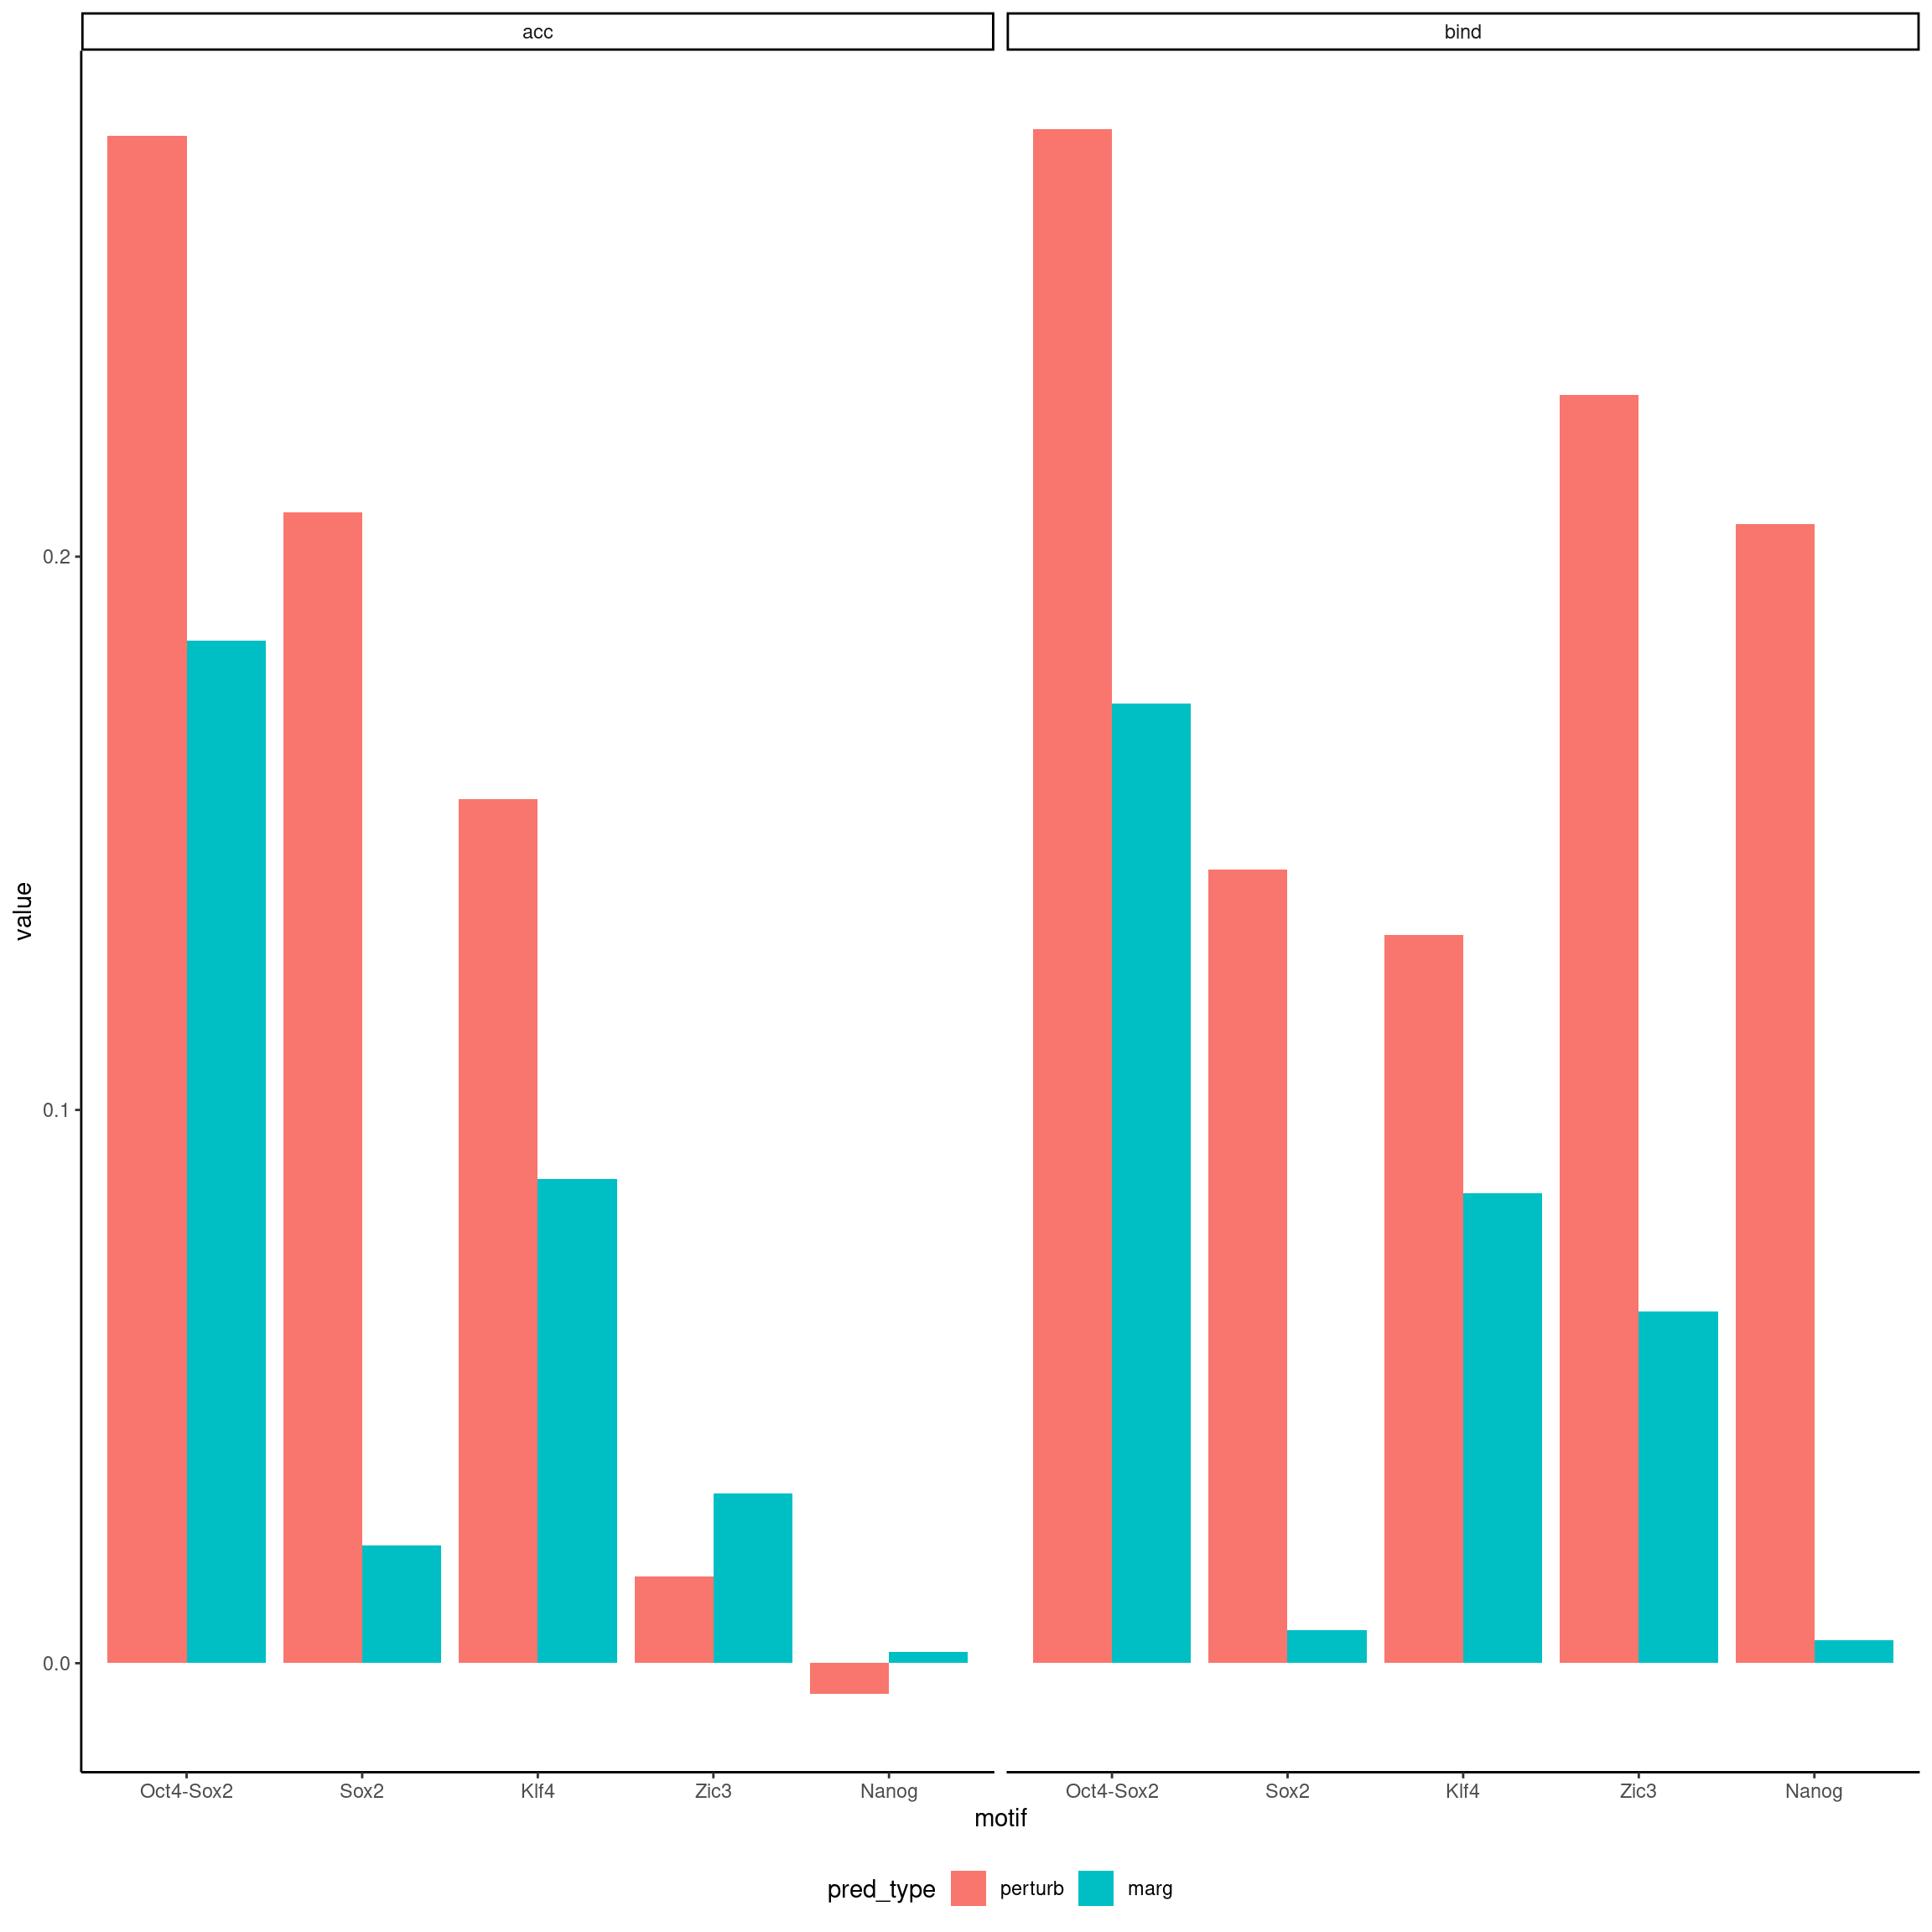 acc bind
value
0.2
0.1
0.0
Oct4-Sox2 Sox2 Klf4 Zic3 Nanog Oct4-Sox2 Sox2 Klf4 Zic3 Nanog
motif
pred_type perturb marg